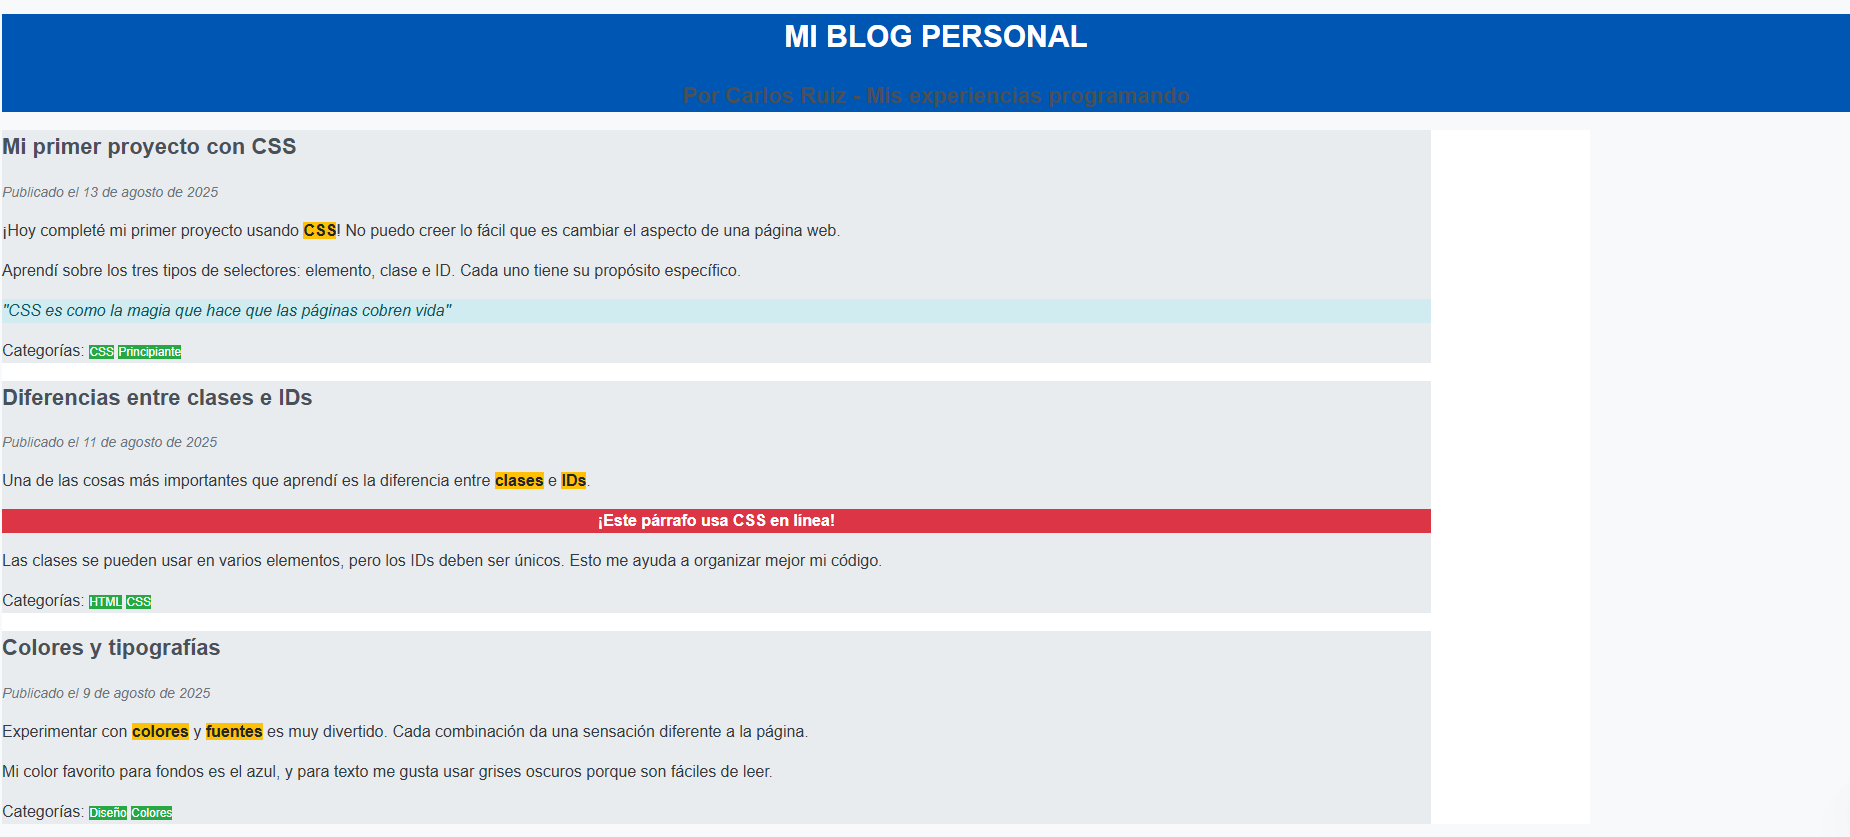 MI BLOG PERSONAL
Por Carlos Ruiz - Mis experiencias programando
Mi primer proyecto con CSS
Publicado el 13 de agosto de 2025
¡Hoy completé mi primer proyecto usando CSS! No puedo creer lo fácil que es cambiar el aspecto de una página web.
Aprendí sobre los tres tipos de selectores: elemento, clase e ID. Cada uno tiene su propósito específico.
"CSS es como la magia que hace que las páginas cobren vida"
Categorías: CSS Principiante
Diferencias entre clases e IDs
Publicado el 11 de agosto de 2025
Una de las cosas más importantes que aprendí es la diferencia entre clases e IDs.
¡Este párrafo usa CSS en línea!
Las clases se pueden usar en varios elementos, pero los IDs deben ser únicos. Esto me ayuda a organizar mejor mi código.
Categorías: HTML CSS
Colores y tipografías
Publicado el 9 de agosto de 2025
Experimentar con colores y fuentes es muy divertido. Cada combinación da una sensación diferente a la página.
Mi color favorito para fondos es el azul, y para texto me gusta usar grises oscuros porque son fáciles de leer.
Categorías: Diseño Colores